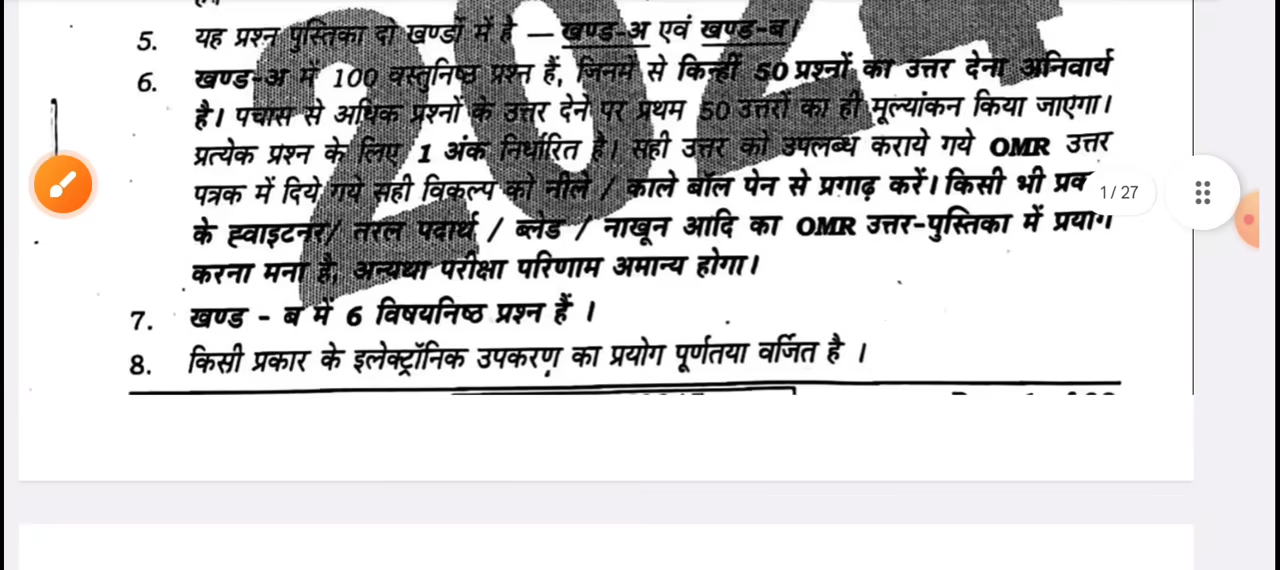 5. यह प्रश्न पुस्तिका दो खण्डों में है — खण्ड-अ एवं खण्ड-ब।
6. खण्ड-अ में 100 वस्तुनिष्ठ प्रश्न हैं, जिनमें से किन्हीं 50 प्रश्नों का उत्तर देना अनिवार्य
है। पचास से अधिक प्रश्नों के उत्तर देने पर प्रथम 50 उत्तरों का ही मूल्यांकन किया जाएगा।
प्रत्येक प्रश्न के लिए 1 अंक निर्धारित है। सही उत्तर को उपलब्ध कराये गये OMR उत्तर
पत्रक में दिये गये सही विकल्प को नीले / काले बॉल पेन से प्रगाढ़ करें। किसी भी
1 / 27
के ह्वाइटनर/ तरल पदार्थ / ब्लेड / नाखून आदि का OMR उत्तर-पुस्तिका में प्रयोग
करना मना है, अन्यथा परीक्षा परिणाम अमान्य होगा।
7. खण्ड - ब में 6 विषयनिष्ठ प्रश्न हैं ।
8. किसी प्रकार के इलेक्ट्रॉनिक उपकरण का प्रयोग पूर्णतया वर्जित है ।